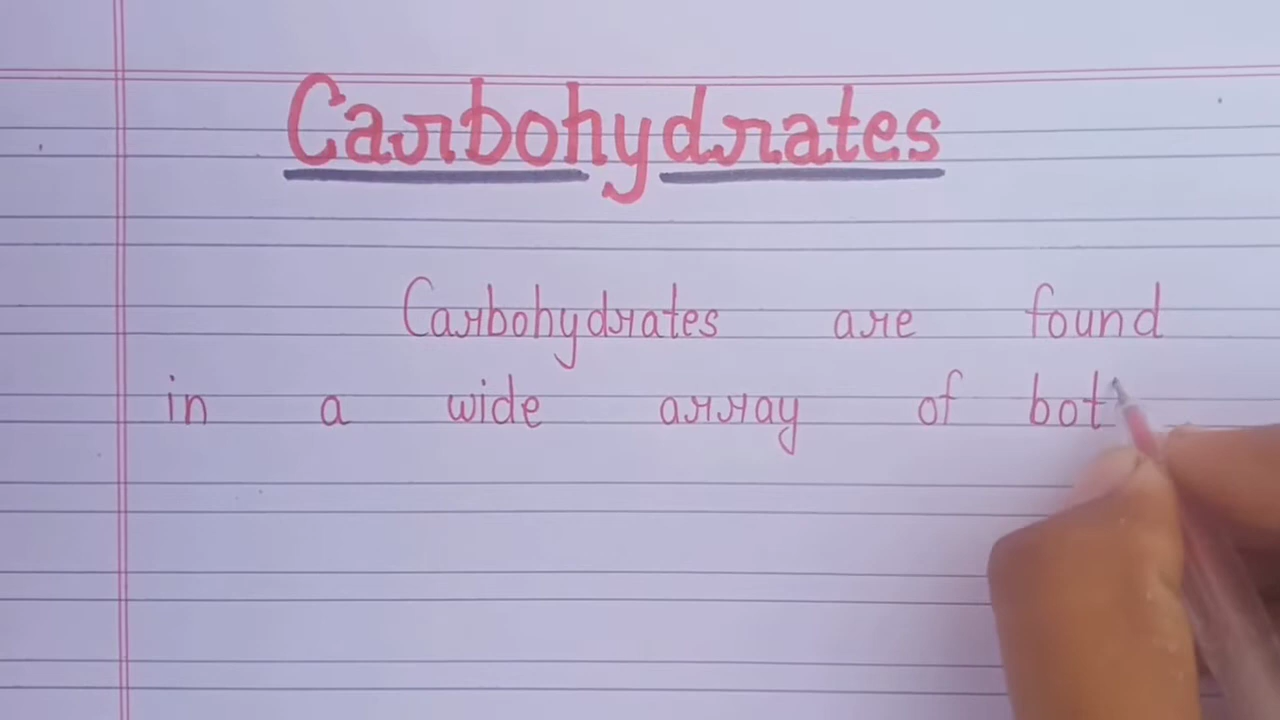 Carbohydrates
Carbohydrates are found
in a wide array of bot